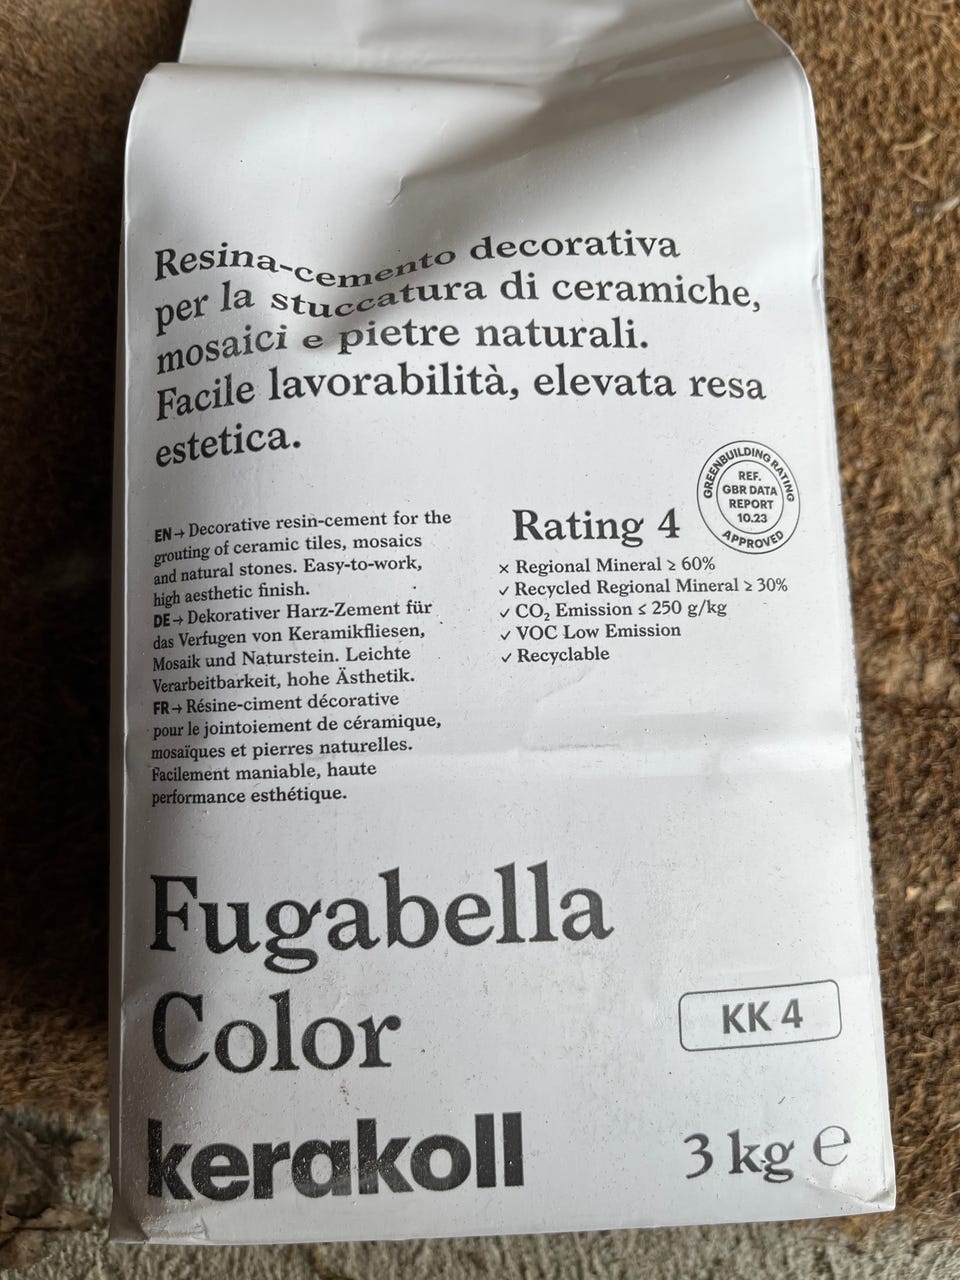 Resina-cemento decorativa
per la stuccatura di ceramiche,
mosaici e pietre naturali.
Facile lavorabilità, elevata resa
estetica.
EN→ Decorative resin-cement for the
grouting of ceramic tiles, mosaics
and natural stones. Easy-to-work,
high aesthetic finish.
DE→ Dekorativer Harz-Zement für
das Verfugen von Keramikfliesen,
Mosaik und Naturstein. Leichte
Verarbeitbarkeit, hohe Ästhetik.
FR→ Résine-ciment décorative
pour le jointoiement de céramique,
mosaïques et pierres naturelles.
Facilement maniable, haute
performance esthétique.
GREENBUILDING RATING
REF.
GBR DATA
REPORT
10.23
APPROVED
Rating 4
× Regional Mineral ≥ 60%
✓ Recycled Regional Mineral ≥ 30%
✓ CO₂ Emission ≤ 250 g/kg
✓ VOC Low Emission
✓ Recyclable
Fugabella
Color
KK 4
kerakoll
3 kg ℮